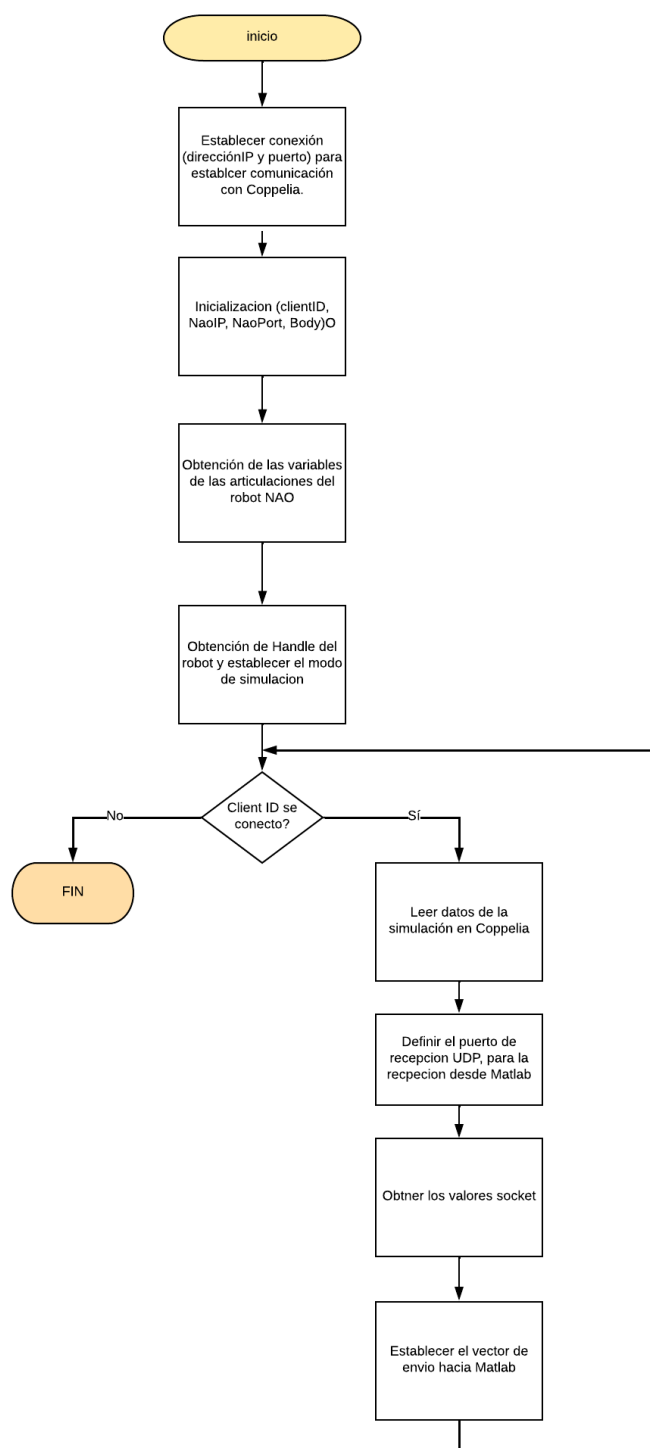 inicio
Establecer conexión
(direcciónIP y puerto) para
establcer comunicación
con Coppelia.
Inicializacion (clientID,
NaoIP, NaoPort, Body)O
Obtención de las variables
de las articulaciones del
robot NAO
Obtención de Handle del
robot y establecer el modo
de simulacion
Client ID se
conecto?
No
Sí
FIN
Leer datos de la
simulación en Coppelia
Definir el puerto de
recepcion UDP, para la
recpecion desde Matlab
Obtner los valores socket
Establecer el vector de
envio hacia Matlab